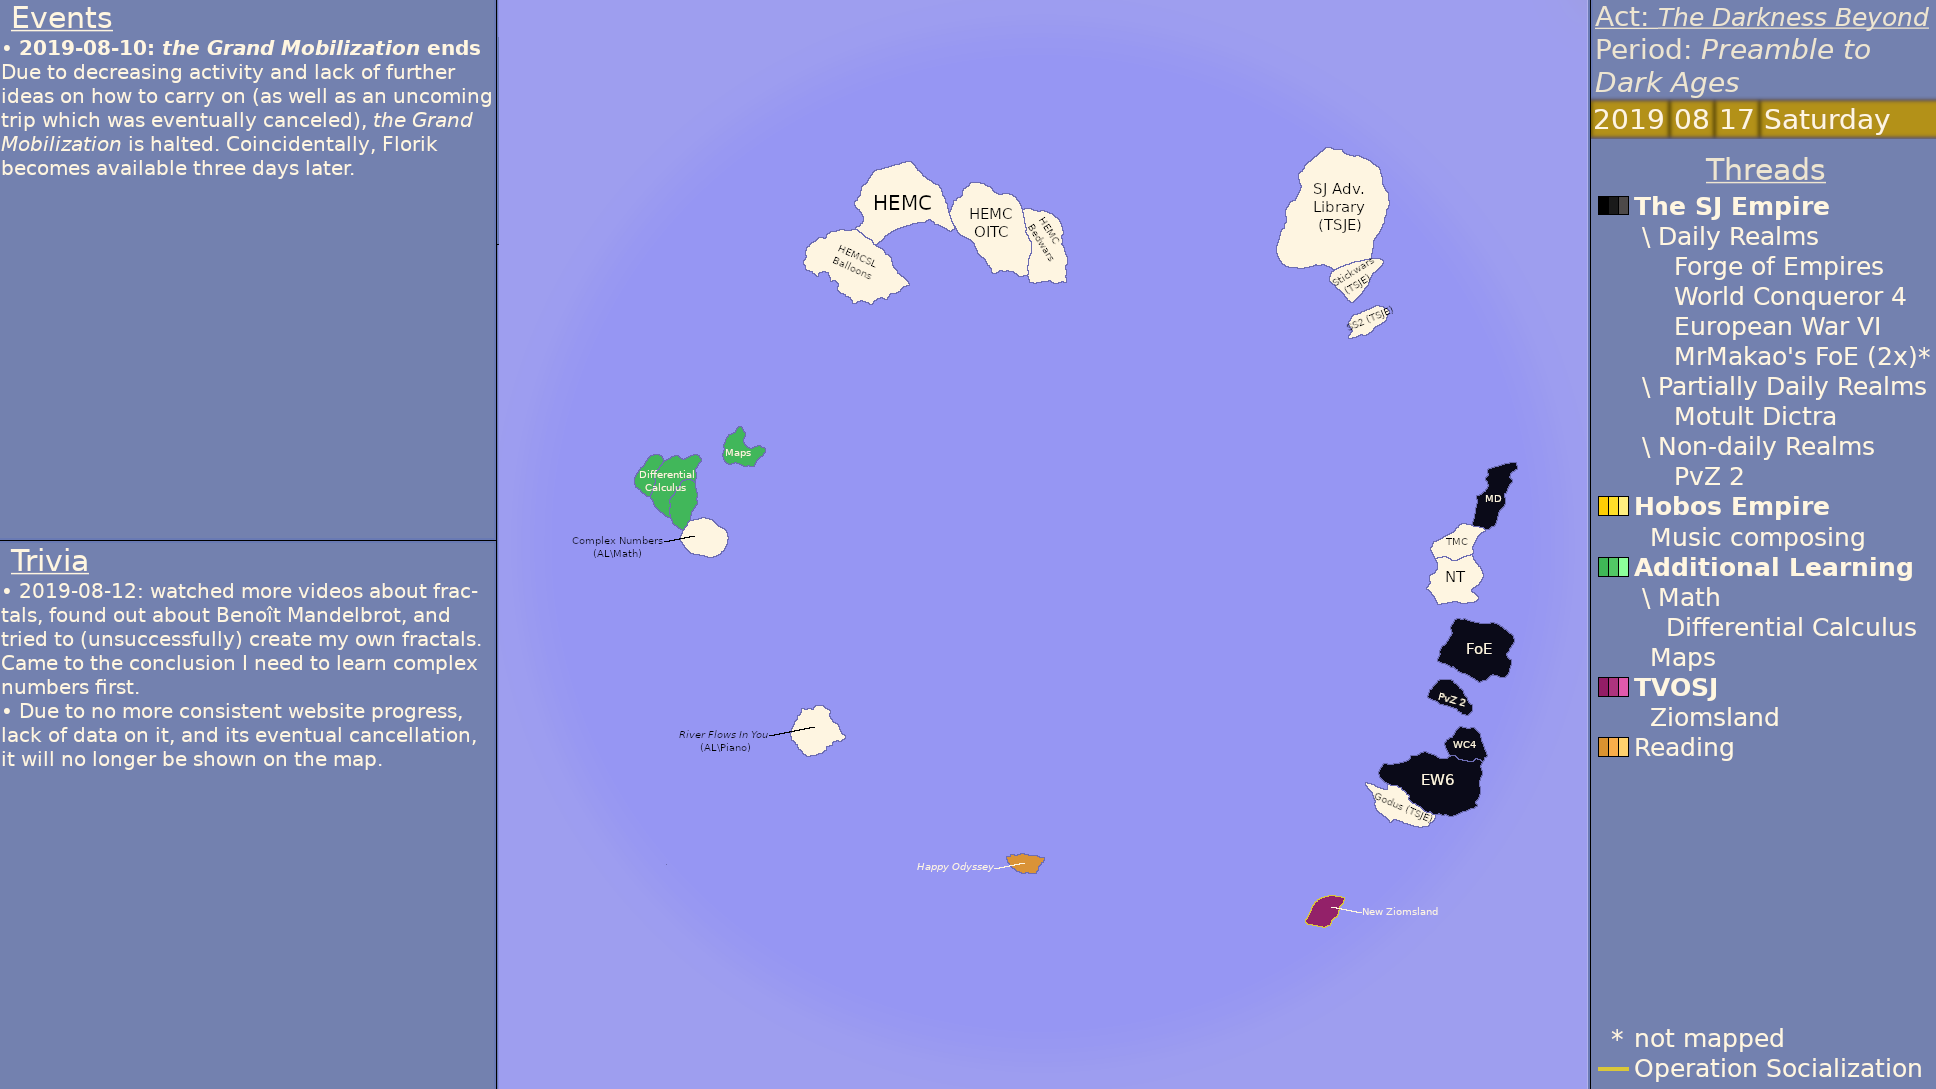 Events
• 2019-08-10: the Grand Mobilization ends
Due to decreasing activity and lack of further
ideas on how to carry on (as well as an uncoming
trip which was eventually canceled), the Grand
Mobilization is halted. Coincidentally, Florik
becomes available three days later.
Trivia
• 2019-08-12: watched more videos about frac-
tals, found out about Benoît Mandelbrot, and
tried to (unsuccessfully) create my own fractals.
Came to the conclusion I need to learn complex
numbers first.
• Due to no more consistent website progress,
lack of data on it, and its eventual cancellation,
it will no longer be shown on the map.
HEMC
HEMC
OITC
HEMC
Bedwars
HEMCSL
Balloons
SJ Adv.
Library
(TSJE)
Stickwars
(TSJE)
SS2 (TSJE)
Maps
Differential
Calculus
Complex Numbers
(AL\Math)
MD
TMC
NT
FoE
PvZ 2
WC4
EW6
Godus (TSJE)
River Flows In You
(AL\Piano)
Happy Odyssey
New Ziomsland
Act: The Darkness Beyond
Period: Preamble to
Dark Ages
2019 08 17 Saturday
Threads
The SJ Empire
\ Daily Realms
Forge of Empires
World Conqueror 4
European War VI
MrMakao's FoE (2x)*
\ Partially Daily Realms
Motult Dictra
\ Non-daily Realms
PvZ 2
Hobos Empire
Music composing
Additional Learning
\ Math
Differential Calculus
Maps
TVOSJ
Ziomsland
Reading
* not mapped
Operation Socialization